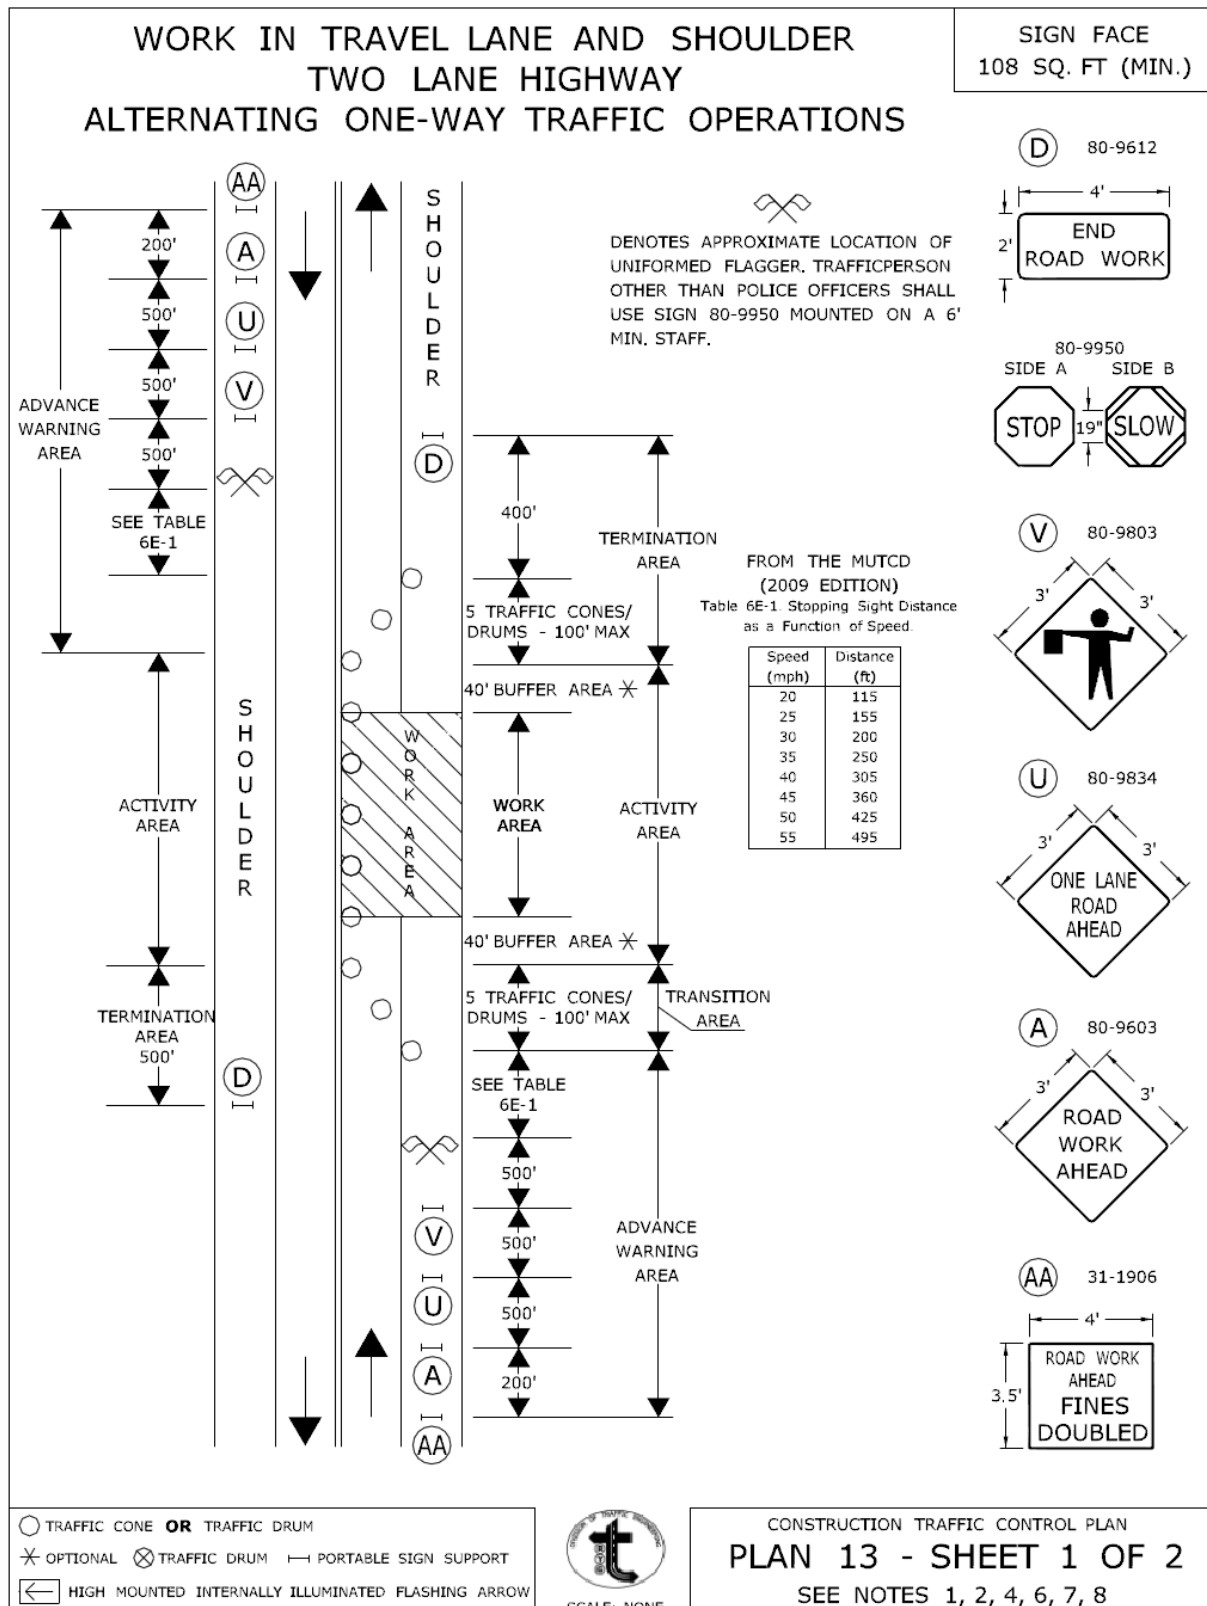 WORK IN TRAVEL LANE AND SHOULDER
TWO LANE HIGHWAY
ALTERNATING ONE-WAY TRAFFIC OPERATIONS
SIGN FACE
108 SQ. FT (MIN.)
AA
A
U
V
200'
500'
500'
500'
SEE TABLE
6E-1
ADVANCE
WARNING
AREA
SHOULDER
ACTIVITY
AREA
TERMINATION
AREA
500'
D
SHOULDER
D
400'
TERMINATION
AREA
5 TRAFFIC CONES/
DRUMS - 100' MAX
40' BUFFER AREA *
WORK AREA
WORK
AREA
ACTIVITY
AREA
40' BUFFER AREA *
5 TRAFFIC CONES/
DRUMS - 100' MAX
TRANSITION
AREA
SEE TABLE
6E-1
500'
500'
500'
200'
ADVANCE
WARNING
AREA
V
U
A
AA
DENOTES APPROXIMATE LOCATION OF
UNIFORMED FLAGGER. TRAFFICPERSON
OTHER THAN POLICE OFFICERS SHALL
USE SIGN 80-9950 MOUNTED ON A 6'
MIN. STAFF.
FROM THE MUTCD
(2009 EDITION)
Table 6E-1. Stopping Sight Distance
as a Function of Speed.
Speed (mph) Distance (ft)
20 115
25 155
30 200
35 250
40 305
45 360
50 425
55 495
D 80-9612
4'
2'
END
ROAD WORK
80-9950
SIDE A SIDE B
STOP 19" SLOW
V 80-9803
3' 3'
U 80-9834
3' 3'
ONE LANE
ROAD
AHEAD
A 80-9603
3' 3'
ROAD
WORK
AHEAD
AA 31-1906
4'
3.5'
ROAD WORK
AHEAD
FINES
DOUBLED
TRAFFIC CONE OR TRAFFIC DRUM
* OPTIONAL TRAFFIC DRUM PORTABLE SIGN SUPPORT
HIGH MOUNTED INTERNALLY ILLUMINATED FLASHING ARROW
DIVISION OF TRAFFIC ENGINEERING
SCALE: NONE
CONSTRUCTION TRAFFIC CONTROL PLAN
PLAN 13 - SHEET 1 OF 2
SEE NOTES 1, 2, 4, 6, 7, 8